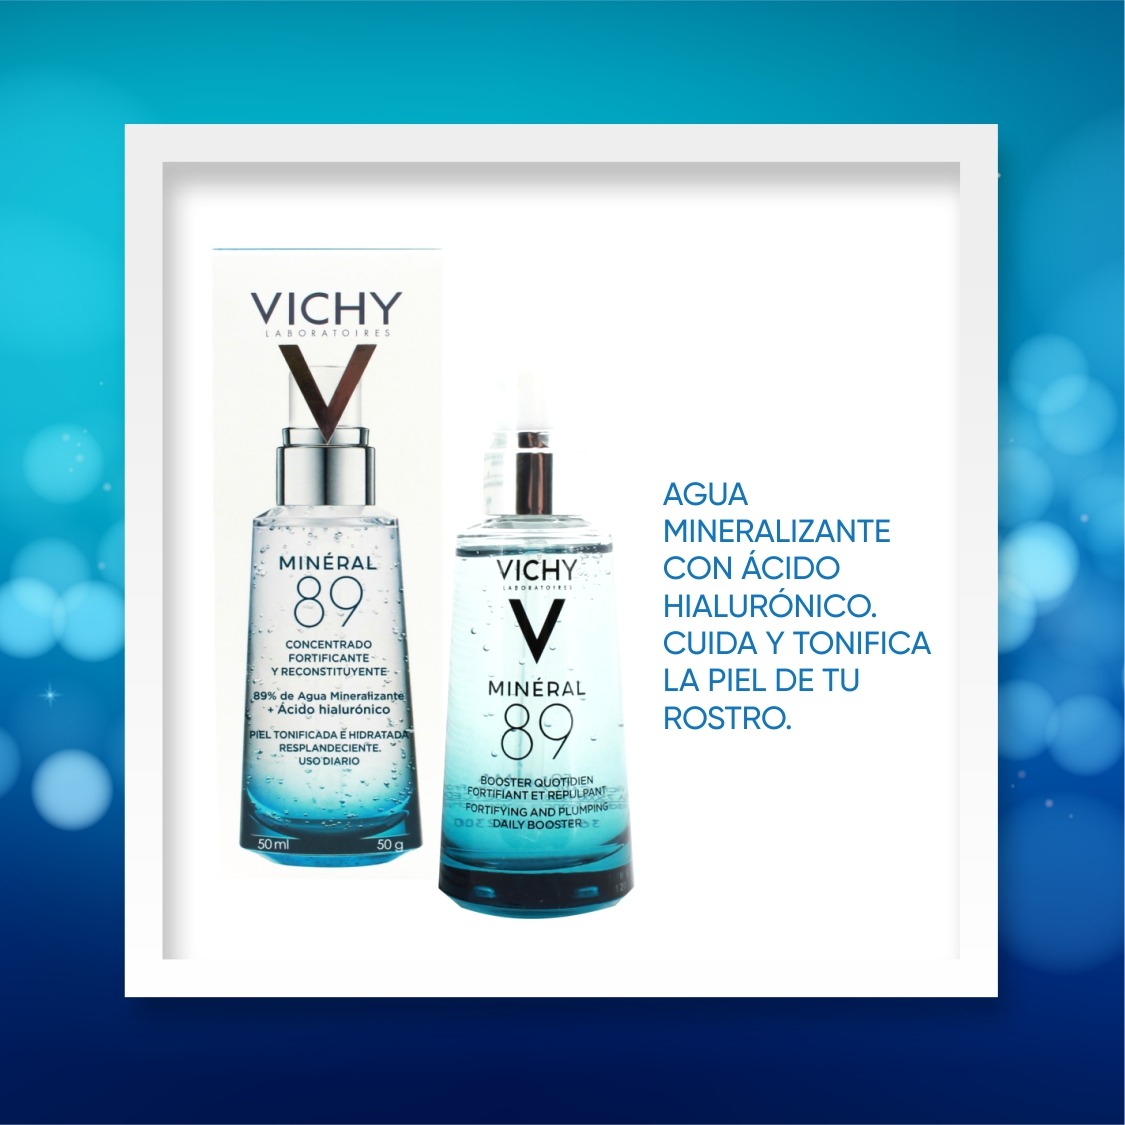 VICHY
LABORATOIRES
MINÉRAL
89
CONCENTRADO
FORTIFICANTE
Y RECONSTITUYENTE
89% de Agua Mineralizante
+ Ácido hialurónico
PIEL TONIFICADA E HIDRATADA
RESPLANDECIENTE.
USO DIARIO
50 ml 50 g
VICHY
LABORATOIRES
MINÉRAL
89
BOOSTER QUOTIDIEN
FORTIFIANT ET REPULPANT
FORTIFYING AND PLUMPING
DAILY BOOSTER
AGUA
MINERALIZANTE
CON ÁCIDO
HIALURÓNICO.
CUIDA Y TONIFICA
LA PIEL DE TU
ROSTRO.